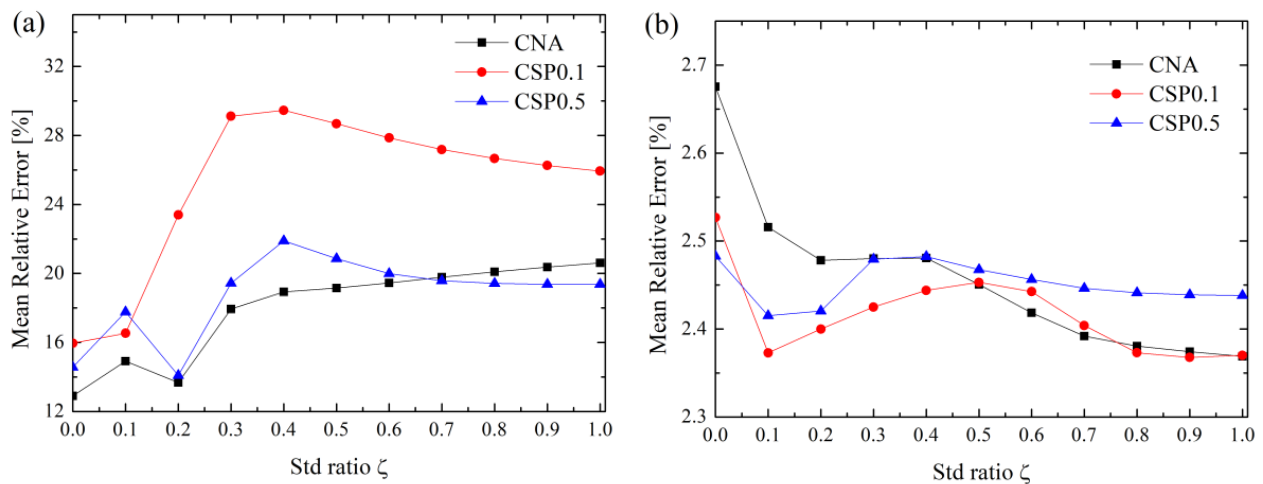 (a)
CNA
CSP0.1
CSP0.5
Mean Relative Error [%]
32
28
24
20
16
12
0.0 0.1 0.2 0.3 0.4 0.5 0.6 0.7 0.8 0.9 1.0
Std ratio ζ
(b)
CNA
CSP0.1
CSP0.5
Mean Relative Error [%]
2.7
2.6
2.5
2.4
2.3
0.0 0.1 0.2 0.3 0.4 0.5 0.6 0.7 0.8 0.9 1.0
Std ratio ζ